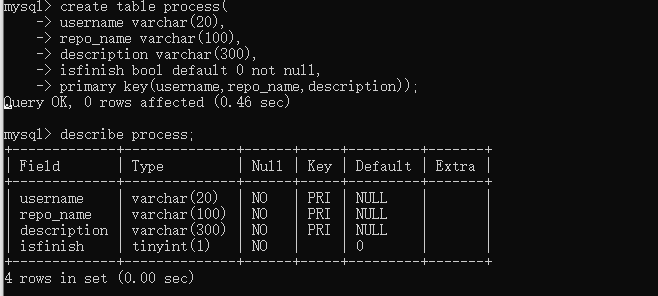 mysql> create table process(
    -> username varchar(20),
    -> repo_name varchar(100),
    -> description varchar(300),
    -> isfinish bool default 0 not null,
    -> primary key(username,repo_name,description));
Query OK, 0 rows affected (0.46 sec)

mysql> describe process;
+-------------+--------------+------+-----+---------+-------+
| Field       | Type         | Null | Key | Default | Extra |
+-------------+--------------+------+-----+---------+-------+
| username    | varchar(20)  | NO   | PRI | NULL    |       |
| repo_name   | varchar(100) | NO   | PRI | NULL    |       |
| description | varchar(300) | NO   | PRI | NULL    |       |
| isfinish    | tinyint(1)   | NO   |     | 0       |       |
+-------------+--------------+------+-----+---------+-------+
4 rows in set (0.00 sec)